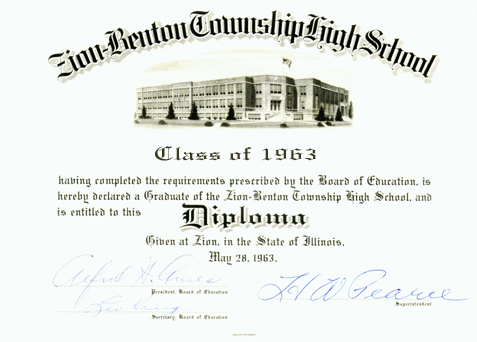 Zion-Benton Township High School
Class of 1963
having completed the requirements prescribed by the Board of Education, is
hereby declared a Graduate of the Zion-Benton Township High School, and
is entitled to this
Diploma
Given at Zion, in the State of Illinois,
May 28, 1963.
President, Board of Education
H W Pearce
Superintendent
Secretary, Board of Education